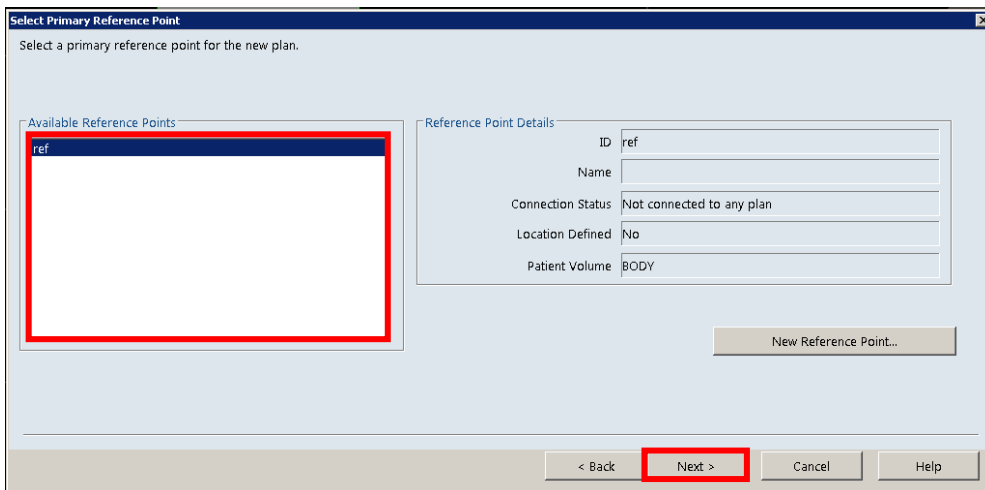 Select Primary Reference Point
Select a primary reference point for the new plan.
Available Reference Points
ref
Reference Point Details
ID ref
Name
Connection Status Not connected to any plan
Location Defined No
Patient Volume BODY
New Reference Point...
< Back Next > Cancel Help